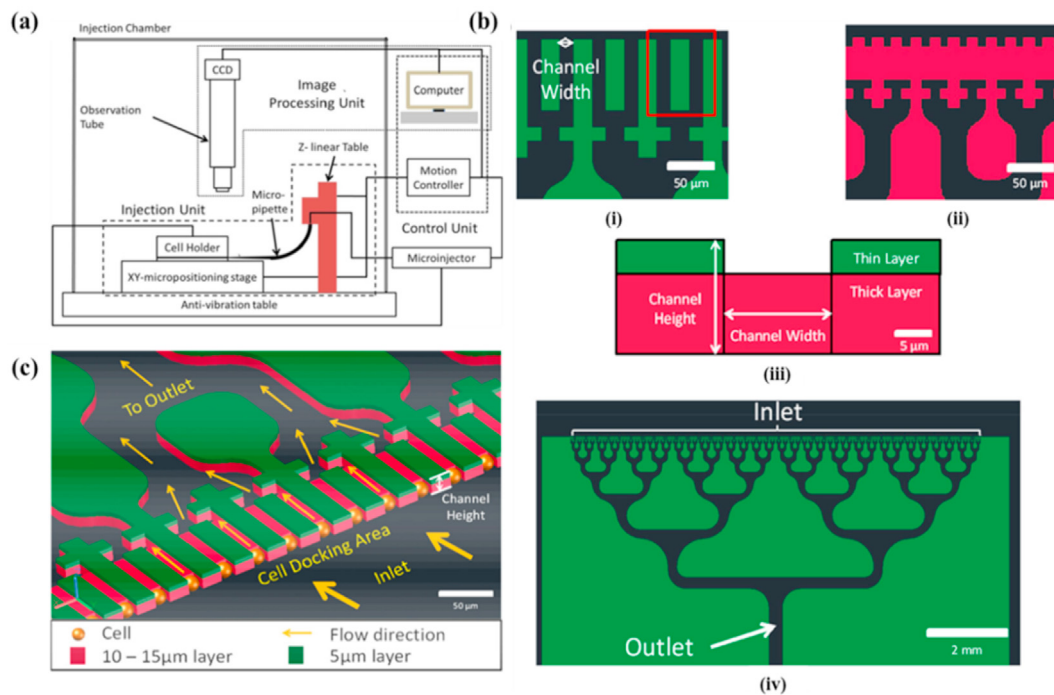 (a)
Injection Chamber
CCD
Image
Processing Unit
Computer
Observation
Tube
Z- linear Table
Micro-
pipette
Motion
Controller
Injection Unit
Control Unit
Cell Holder
Microinjector
XY-micropositioning stage
Anti-vibration table
(b)
Channel
Width
50 µm
(i)
50 µm
(ii)
Thin Layer
Thick Layer
Channel
Height
Channel Width
5 µm
(iii)
(c)
To Outlet
Channel
Height
Cell Docking Area
Inlet
50 µm
Cell
Flow direction
10 – 15µm layer
5µm layer
Inlet
Outlet
2 mm
(iv)